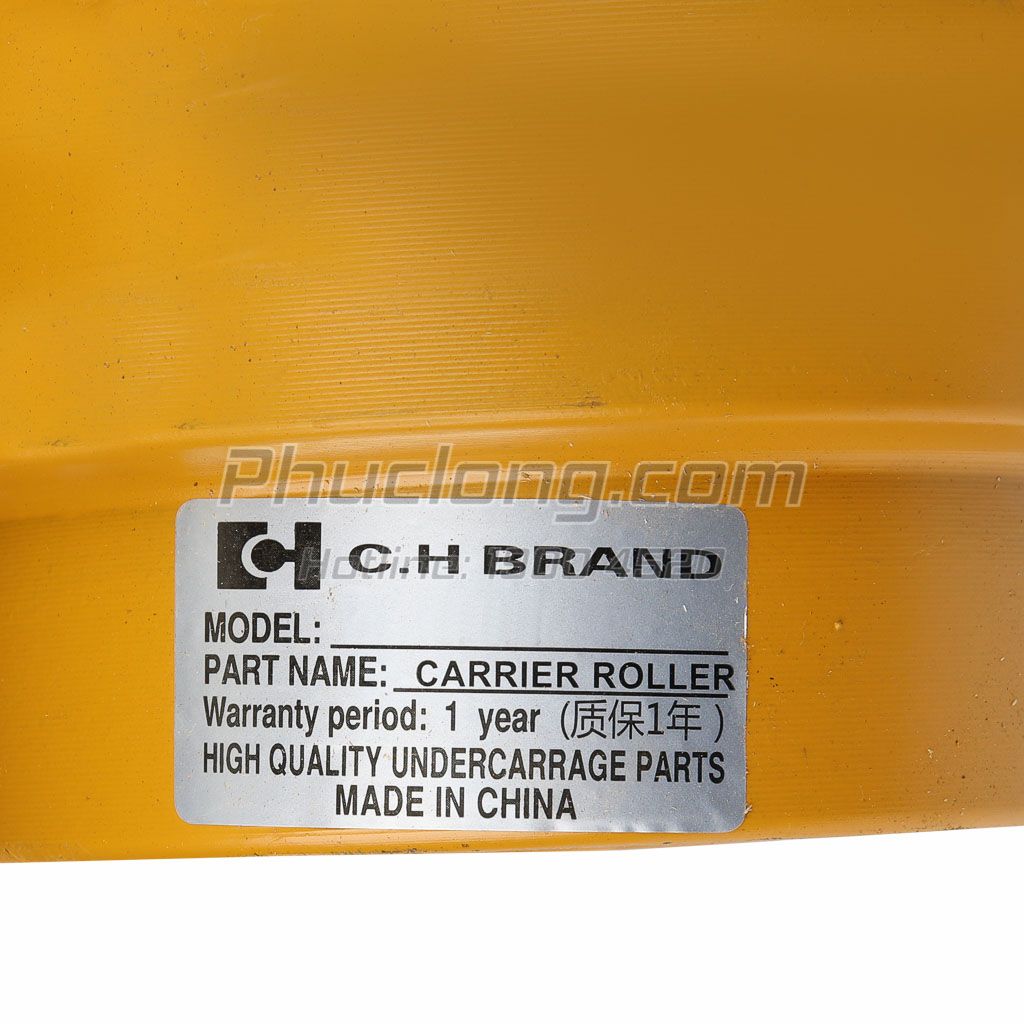 Phuclong.com
C.H BRAND
Hotline:
MODEL:
PART NAME: CARRIER ROLLER
Warranty period: 1 year (质保1年)
HIGH QUALITY UNDERCARRAGE PARTS
MADE IN CHINA